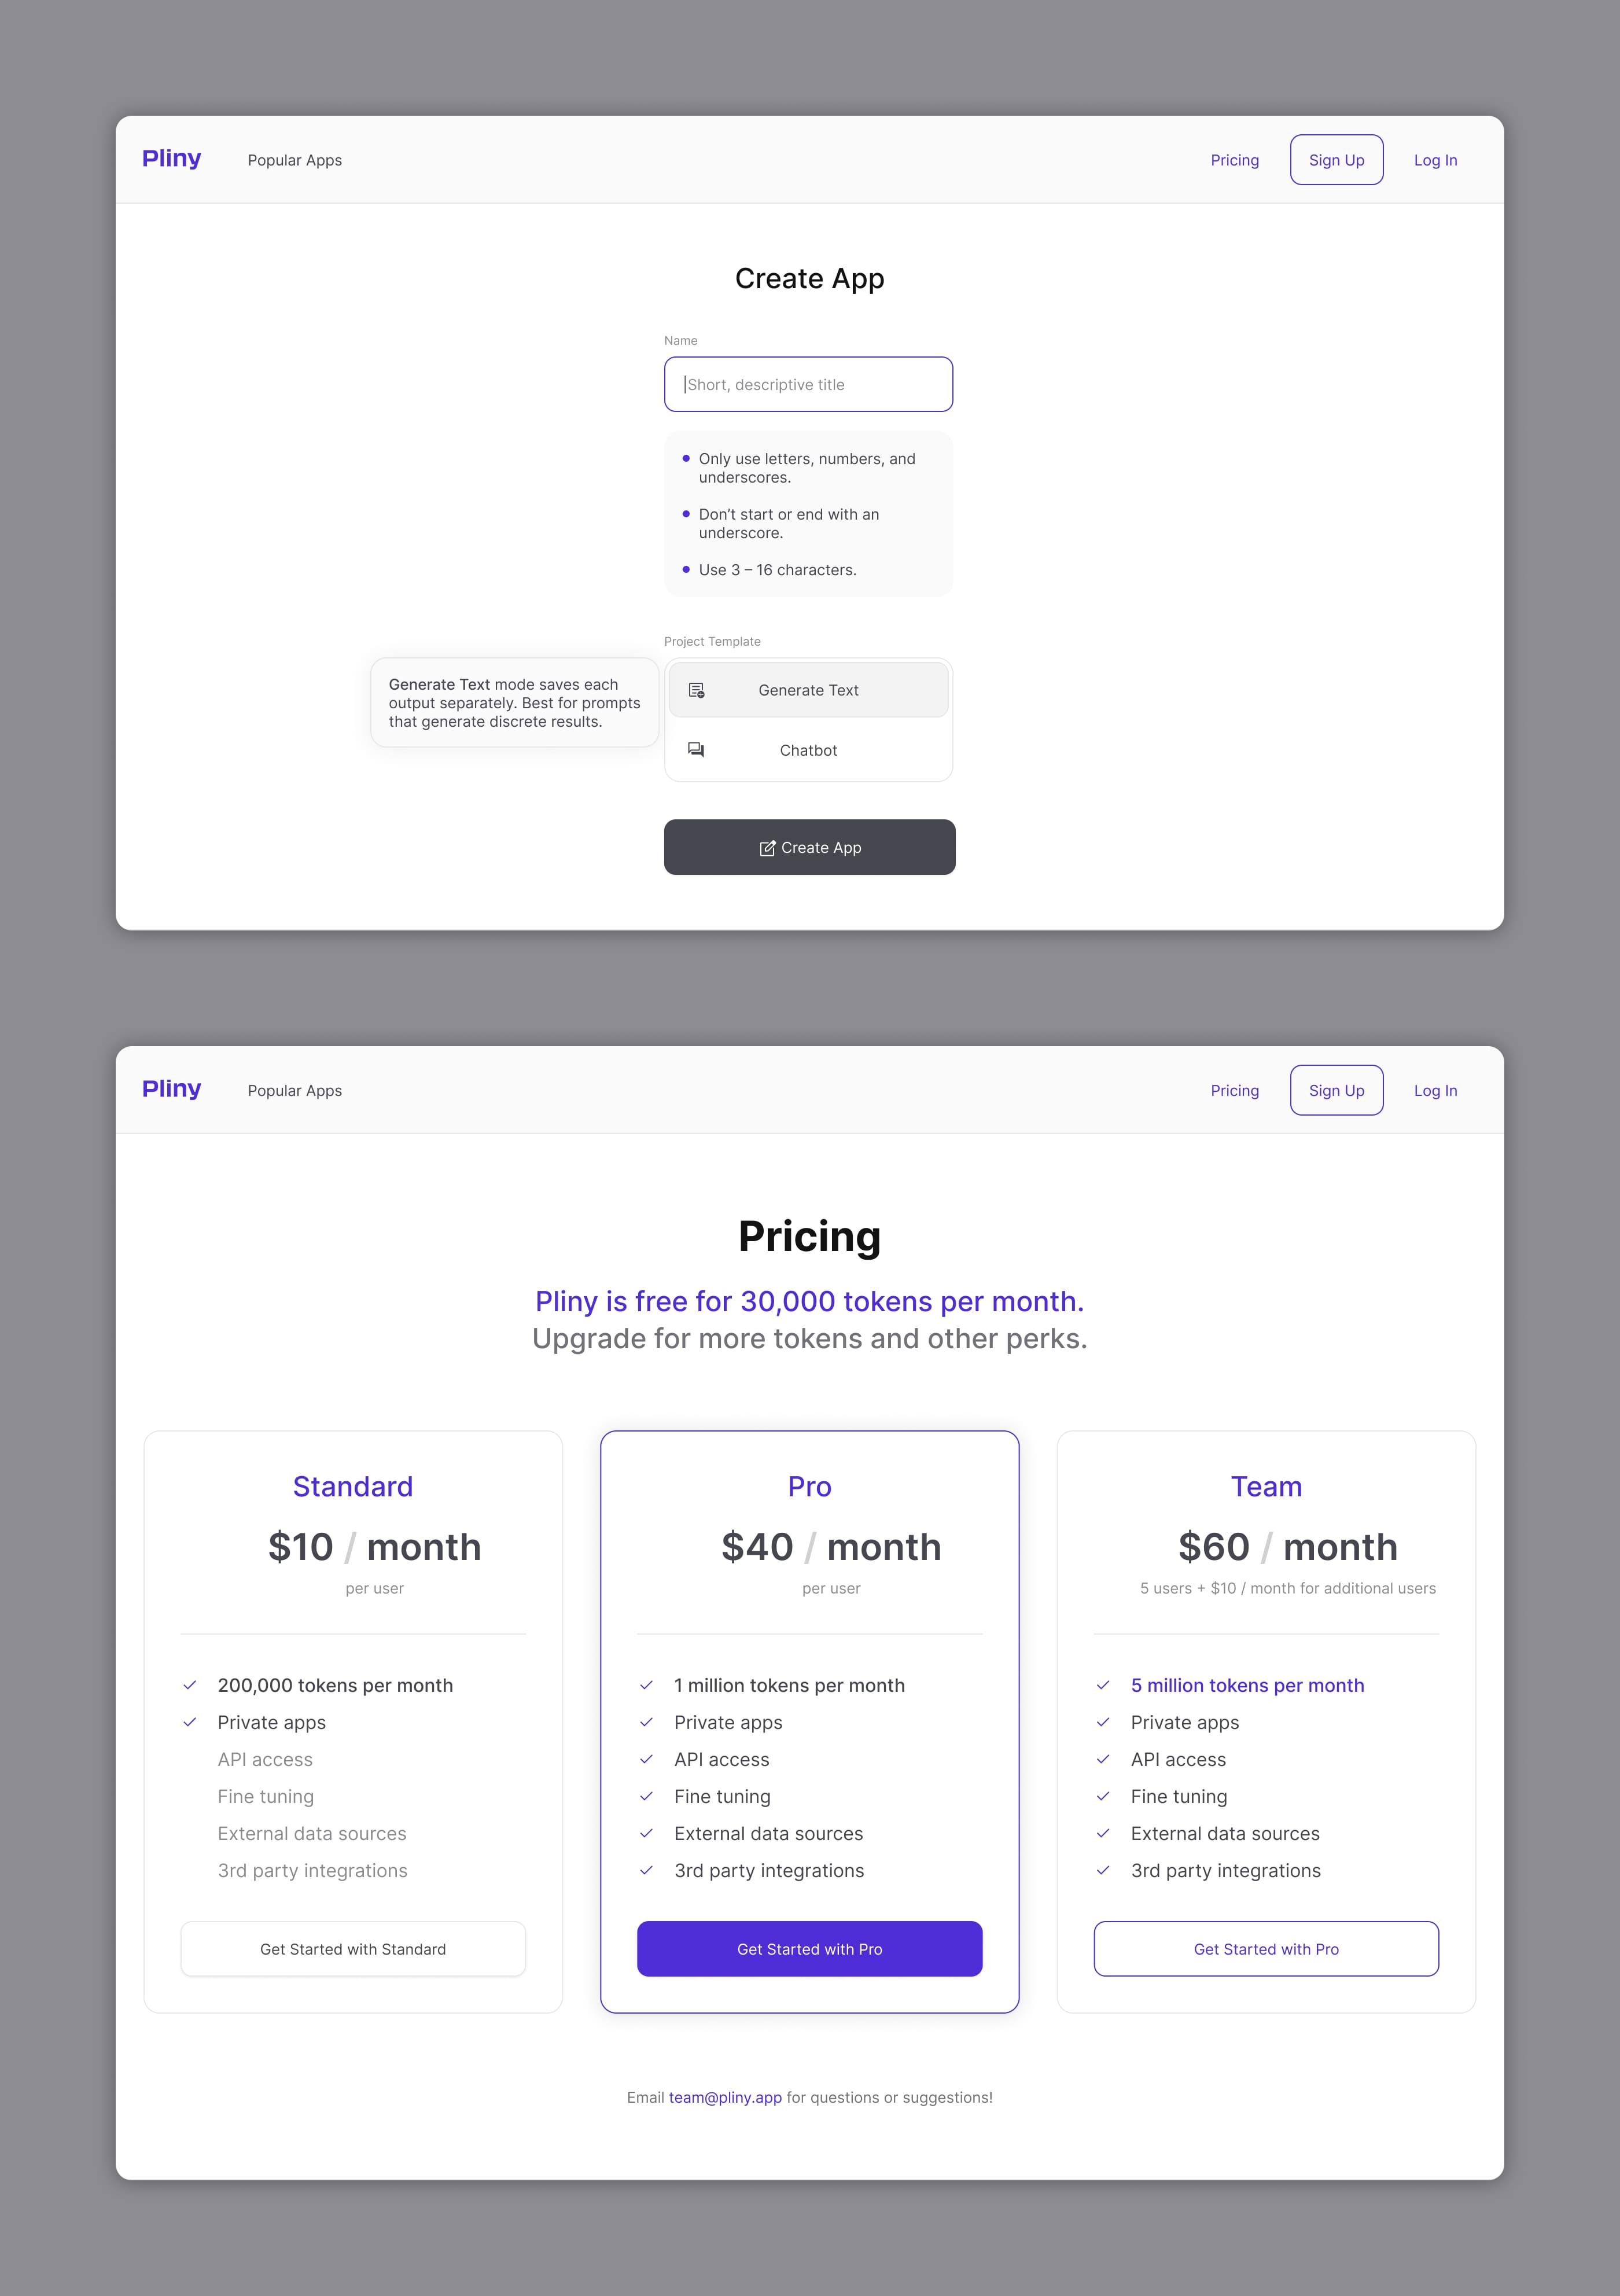 Pliny
Popular Apps
Pricing
Sign Up
Log In
Create App
Name
Short, descriptive title
Only use letters, numbers, and
underscores.
Don’t start or end with an
underscore.
Use 3 – 16 characters.
Project Template
Generate Text mode saves each
output separately. Best for prompts
that generate discrete results.
Generate Text
Chatbot
Create App
Pliny
Popular Apps
Pricing
Sign Up
Log In
Pricing
Pliny is free for 30,000 tokens per month.
Upgrade for more tokens and other perks.
Standard
$10 / month
per user
200,000 tokens per month
Private apps
API access
Fine tuning
External data sources
3rd party integrations
Get Started with Standard
Pro
$40 / month
per user
1 million tokens per month
Private apps
API access
Fine tuning
External data sources
3rd party integrations
Get Started with Pro
Team
$60 / month
5 users + $10 / month for additional users
5 million tokens per month
Private apps
API access
Fine tuning
External data sources
3rd party integrations
Get Started with Pro
Email team@pliny.app for questions or suggestions!